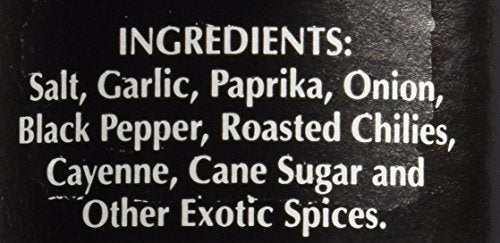 INGREDIENTS:
Salt, Garlic, Paprika, Onion,
Black Pepper, Roasted Chilies,
Cayenne, Cane Sugar and
Other Exotic Spices.